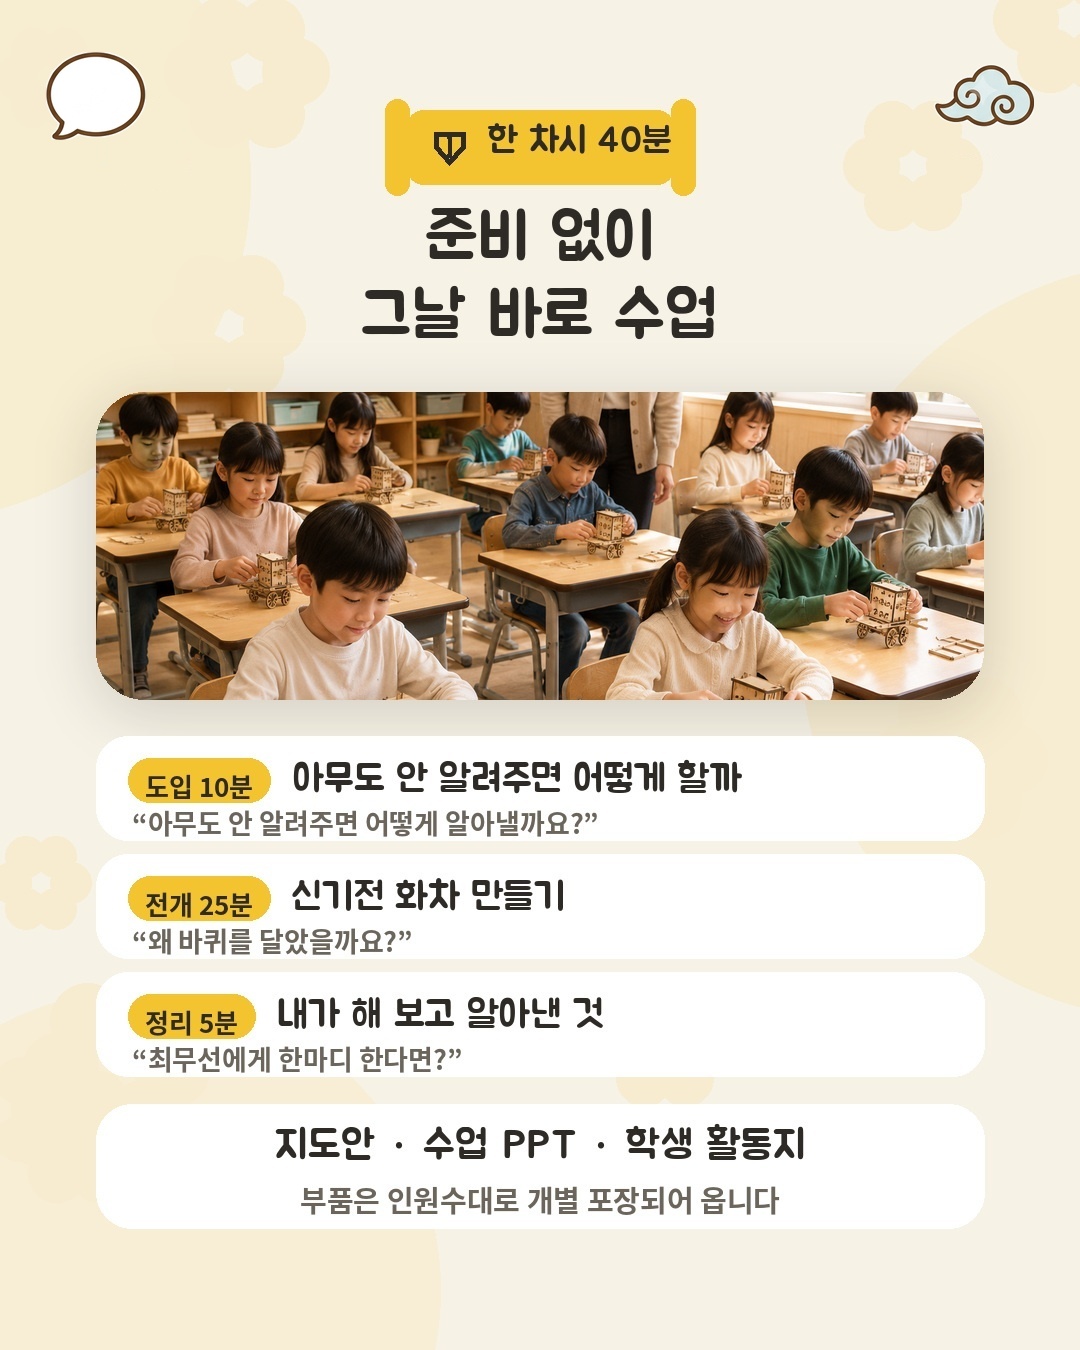 한 차시 40분
준비 없이
그날 바로 수업
도입 10분 아무도 안 알려주면 어떻게 할까
“아무도 안 알려주면 어떻게 알아낼까요?”
전개 25분 신기전 화차 만들기
“왜 바퀴를 달았을까요?”
정리 5분 내가 해 보고 알아낸 것
“최무선에게 한마디 한다면?”
지도안 · 수업 PPT · 학생 활동지
부품은 인원수대로 개별 포장되어 옵니다